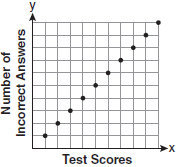 y
Number of
Incorrect Answers
x
Test Scores